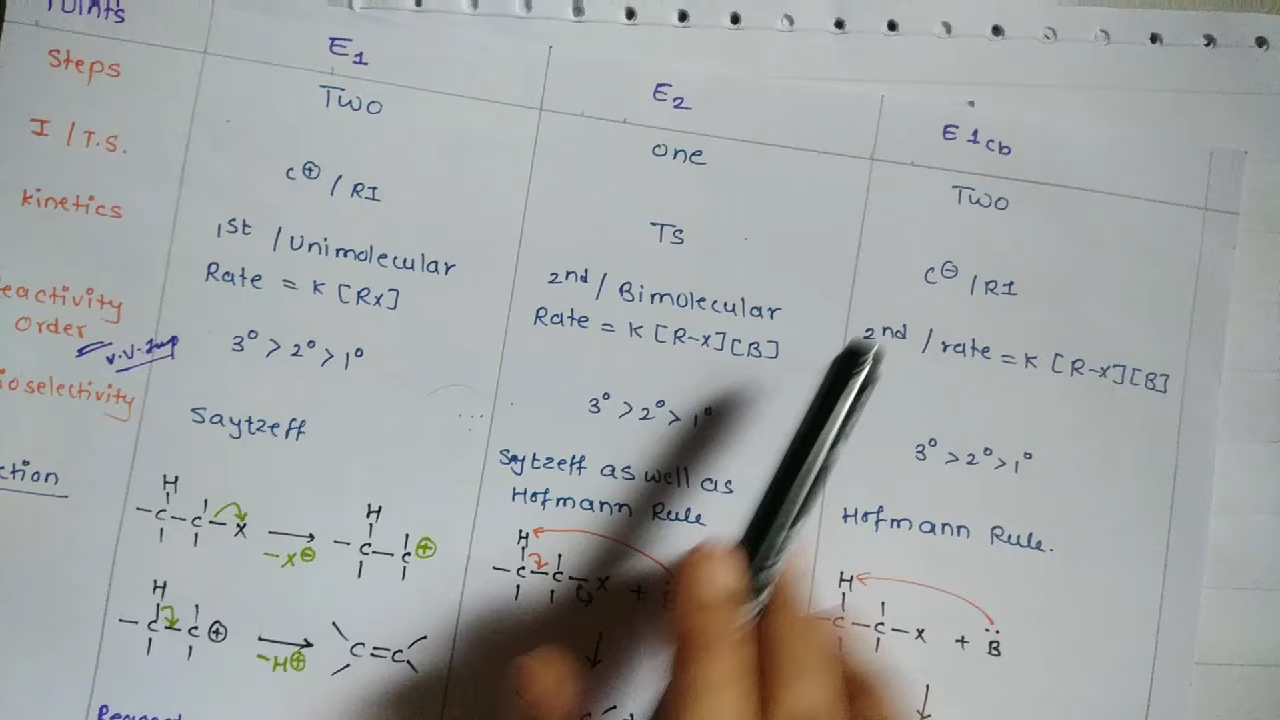 Points
E1
E2
E1cb
Steps
Two
one
Two
I / T.S.
C⊕ / RI
TS
C⊖ / RI
kinetics
1st / Unimolecular
Rate = K [RX]
2nd / Bimolecular
Rate = K [R-X][B]
2nd / rate = K [R-X][B]
eactivity
Order
v.v.Imp
3° > 2° > 1°
3° > 2° > 1°
3° > 2° > 1°
ioselectivity
Saytzeff
Sytzeff as well as
Hofmann Rule
Hofmann Rule.
ction
H
-C-C-X
-X⊖
H
-C-C⊕
H
-C-C-X +
H
-C-C-X + B̈
H
-C-C⊕
-H⊕
C=C